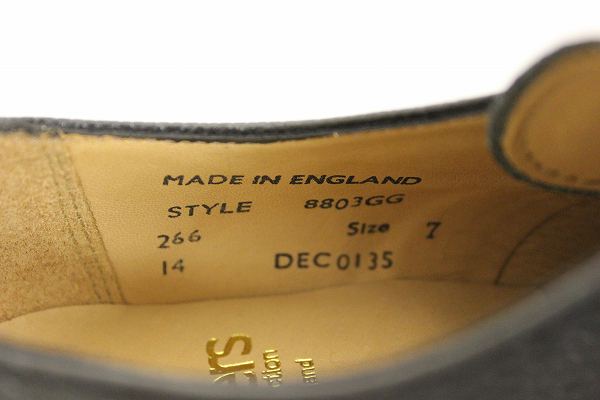 MADE IN ENGLAND
STYLE 8803GG
266 Size 7
14 DEC0135